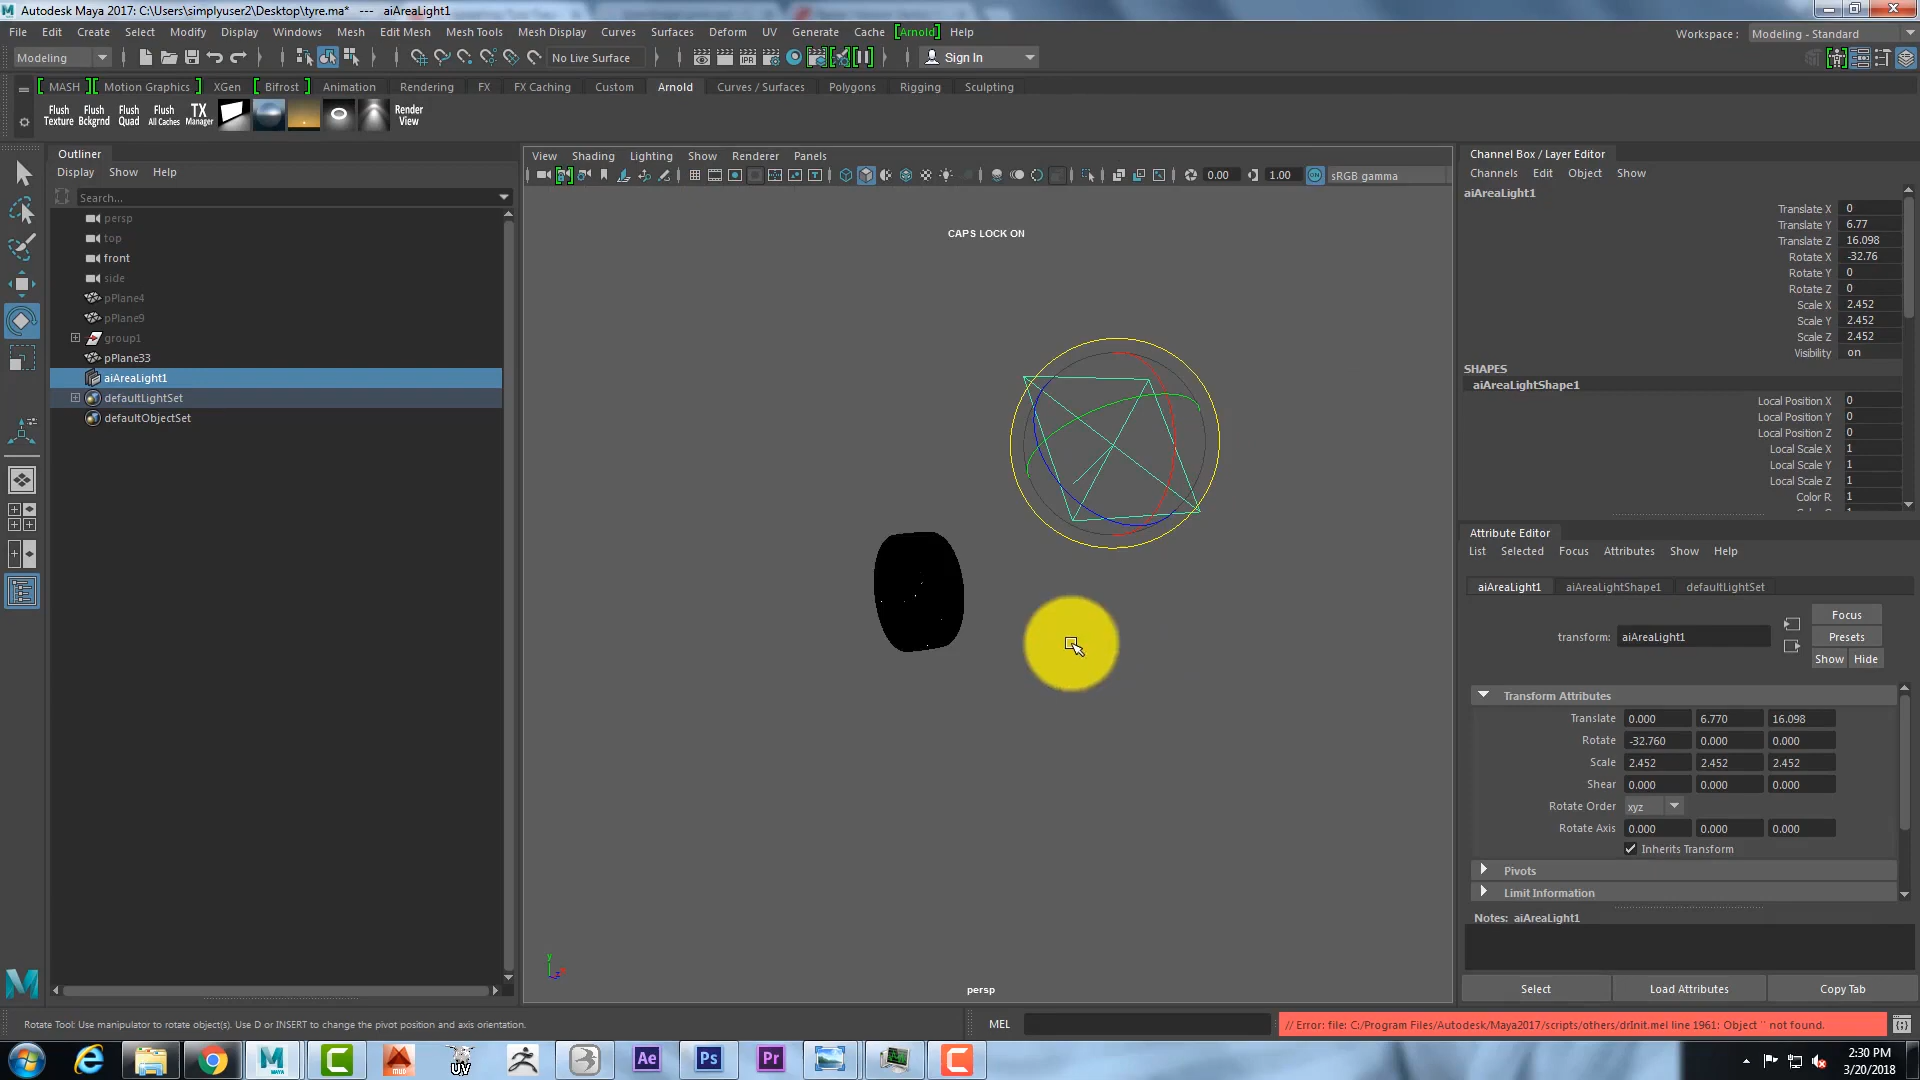 Autodesk Maya 2017: C:\Users\simplyuser2\Desktop\tyre.ma* --- aiAreaLight1
File Edit Create Select Modify Display Windows Mesh Edit Mesh Mesh Tools Mesh Display Curves Surfaces Deform UV Generate Cache Arnold Help
Workspace : Modeling - Standard
Modeling No Live Surface IPR Sign In
MASH Motion Graphics XGen Bifrost Animation Rendering FX FX Caching Custom Arnold Curves / Surfaces Polygons Rigging Sculpting
Flush Texture
Flush Bckgrnd
Flush Quad
Flush All Caches
TX Manager
Render View
Outliner
Display Show Help
Search...
persp
top
front
side
pPlane4
pPlane9
group1
pPlane33
aiAreaLight1
defaultLightSet
defaultObjectSet
View Shading Lighting Show Renderer Panels
0.00 1.00 ON sRGB gamma
CAPS LOCK ON
y
x
z
persp
Channel Box / Layer Editor
Channels Edit Object Show
aiAreaLight1
Translate X 0
Translate Y 6.77
Translate Z 16.098
Rotate X -32.76
Rotate Y 0
Rotate Z 0
Scale X 2.452
Scale Y 2.452
Scale Z 2.452
Visibility on
SHAPES
aiAreaLightShape1
Local Position X 0
Local Position Y 0
Local Position Z 0
Local Scale X 1
Local Scale Y 1
Local Scale Z 1
Color R 1
Attribute Editor
List Selected Focus Attributes Show Help
aiAreaLight1 aiAreaLightShape1 defaultLightSet
Focus
transform: aiAreaLight1
Presets
Show Hide
Transform Attributes
Translate 0.000 6.770 16.098
Rotate -32.760 0.000 0.000
Scale 2.452 2.452 2.452
Shear 0.000 0.000 0.000
Rotate Order xyz
Rotate Axis 0.000 0.000 0.000
Inherits Transform
Pivots
Limit Information
Notes: aiAreaLight1
Select Load Attributes Copy Tab
Rotate Tool: Use manipulator to rotate object(s). Use D or INSERT to change the pivot position and axis orientation.
MEL
// Error: file: C:/Program Files/Autodesk/Maya2017/scripts/others/drInit.mel line 1961: Object '' not found.
MUD UV Ae Ps Pr
2:30 PM
3/20/2018